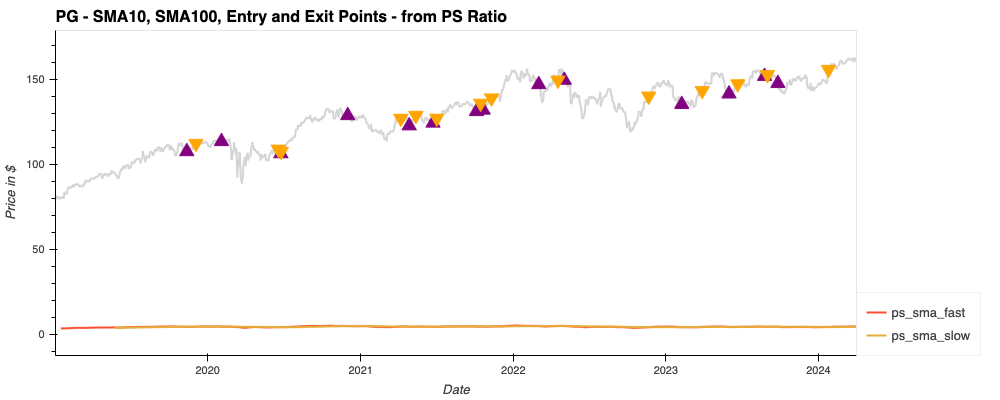 PG - SMA10, SMA100, Entry and Exit Points - from PS Ratio
Price in $
150
100
50
0
2020
2021
2022
2023
2024
Date
ps_sma_fast
ps_sma_slow